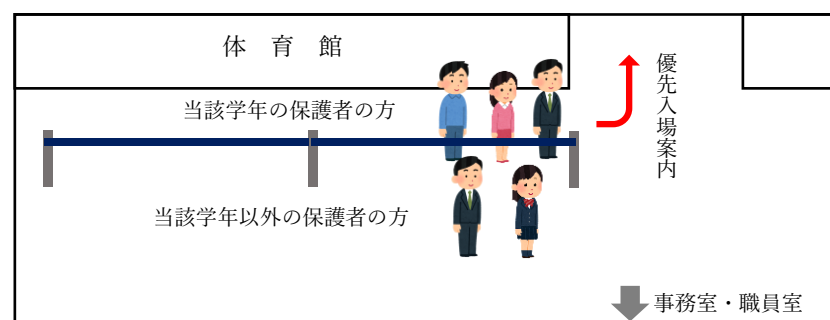 体 育 館
当該学年の保護者の方
優先入場案内
当該学年以外の保護者の方
事務室・職員室